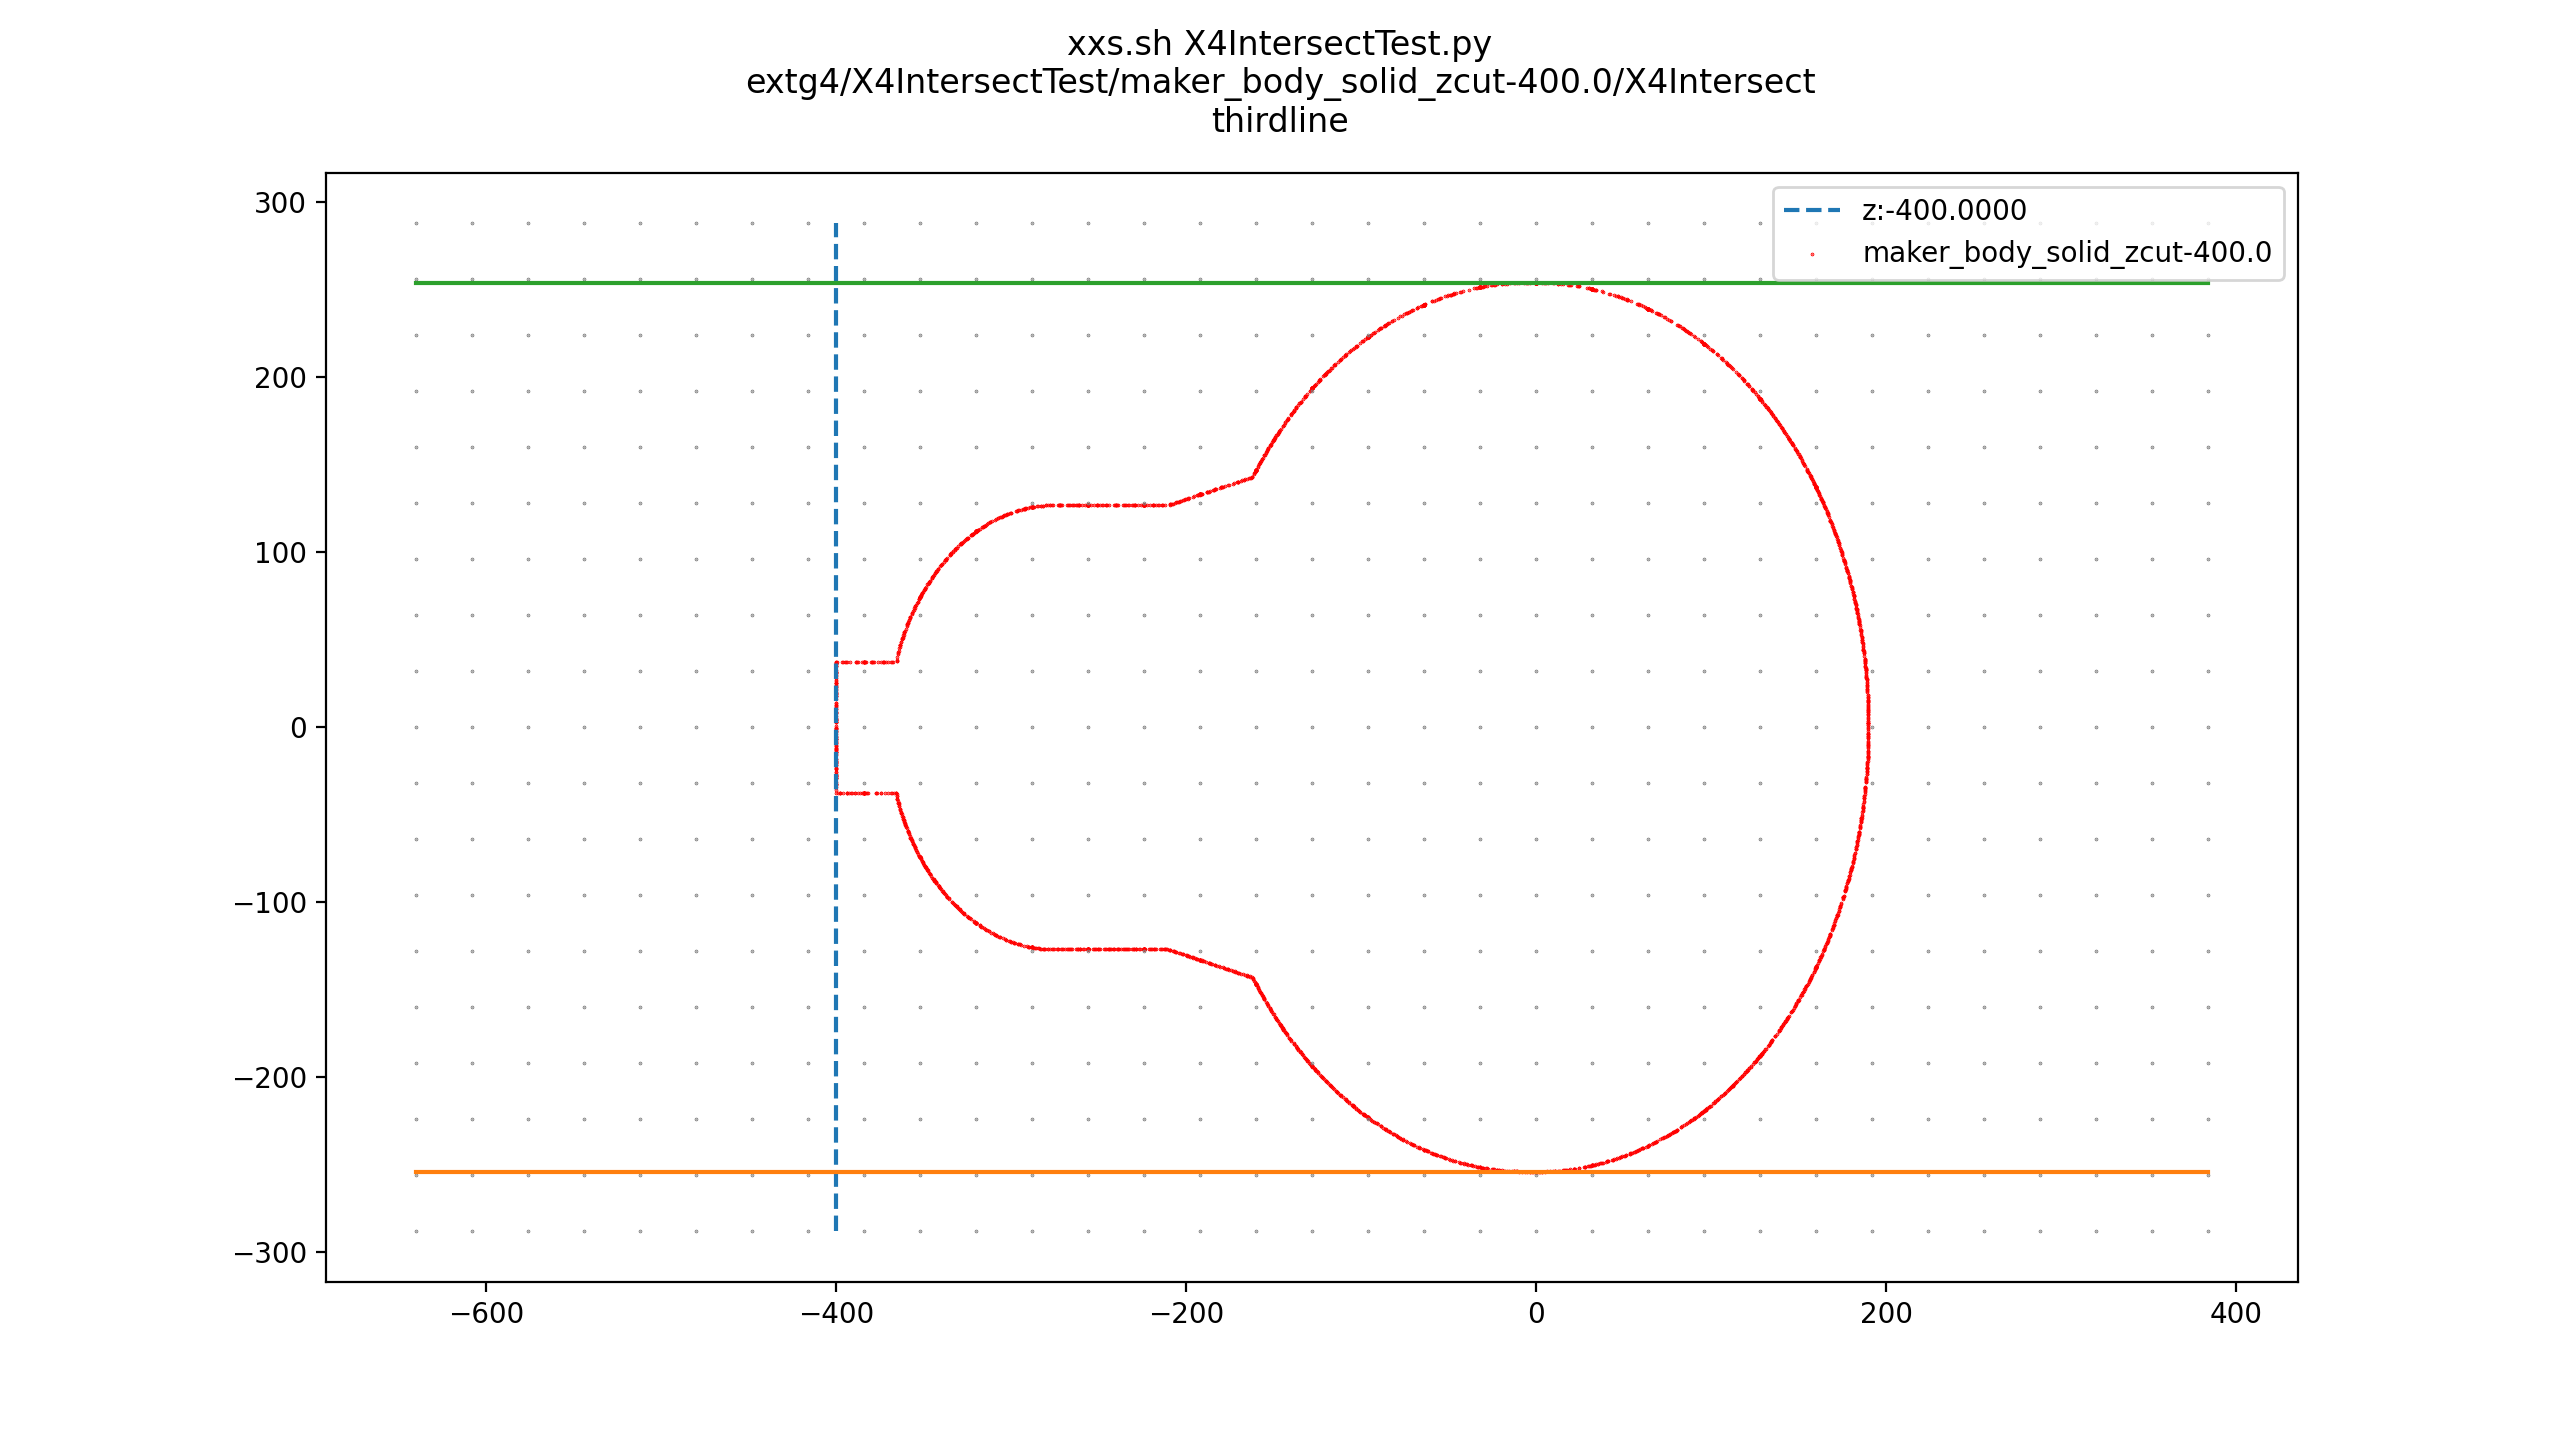 xxs.sh X4IntersectTest.py
extg4/X4IntersectTest/maker_body_solid_zcut-400.0/X4Intersect
thirdline
z:-400.0000
maker_body_solid_zcut-400.0
300
200
100
0
−100
−200
−300
−600
−400
−200
0
200
400